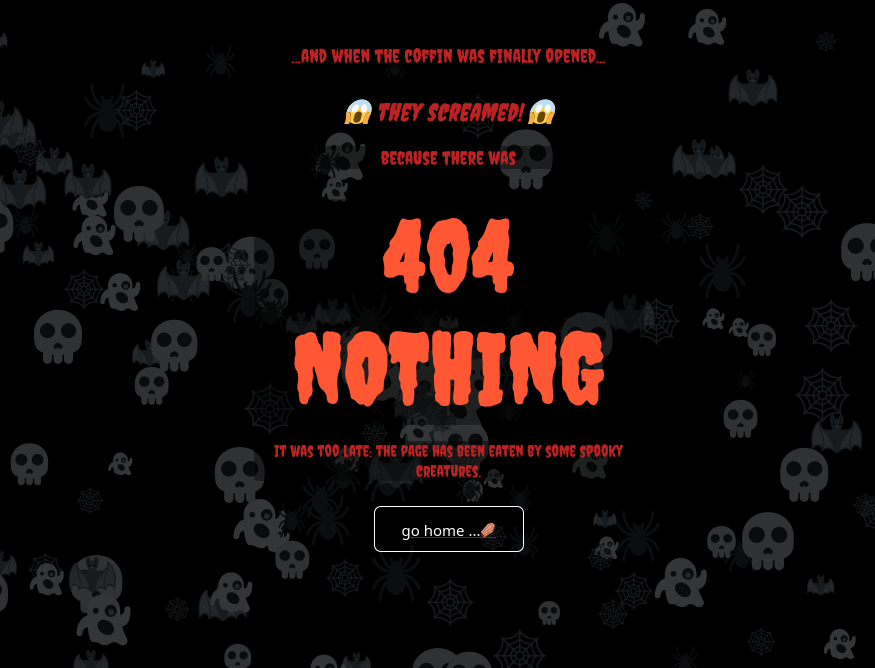 ...AND WHEN THE COFFIN WAS FINALLY OPENED...
😱 THEY SCREAMED! 😱
BECAUSE THERE WAS
404
NOTHING
IT WAS TOO LATE: THE PAGE HAS BEEN EATEN BY SOME SPOOKY
CREATURES.
go home ...⚰️